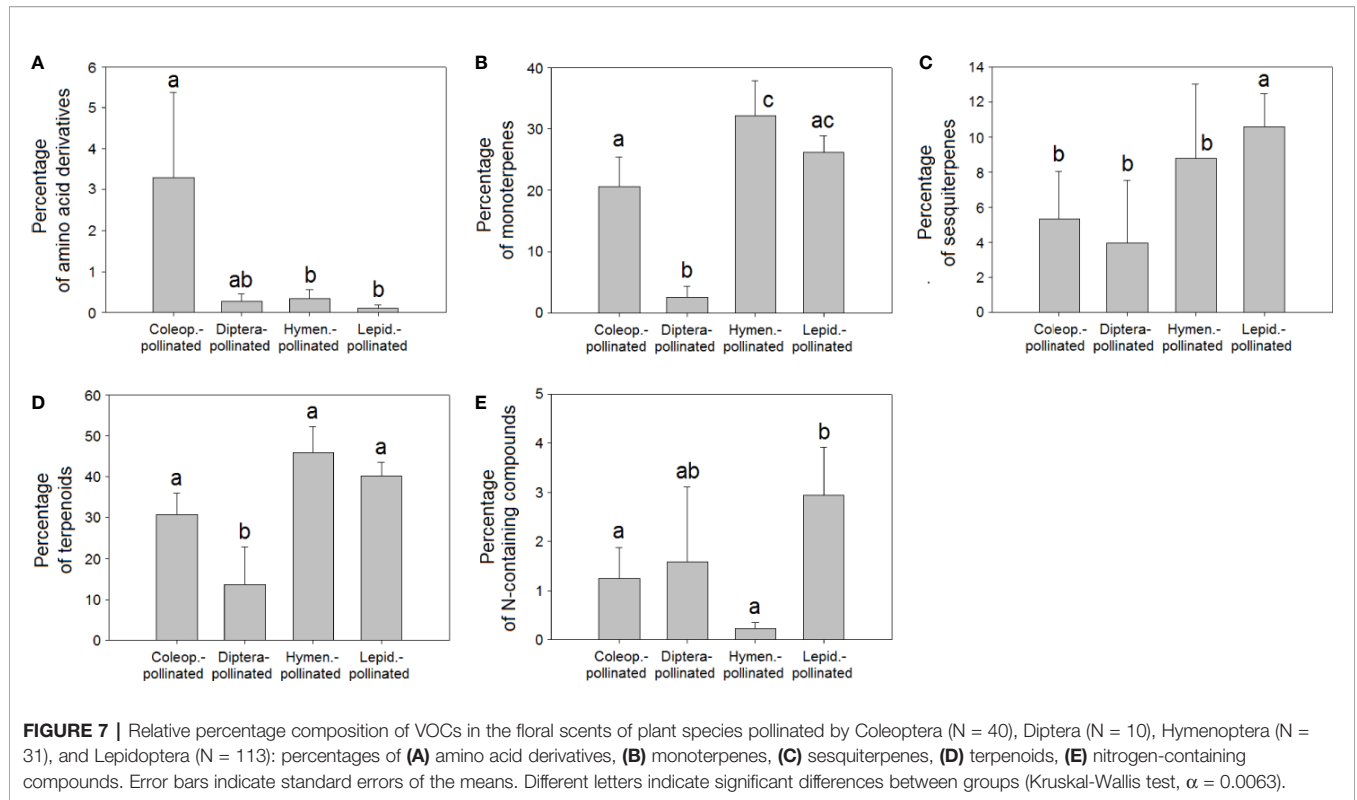 A
Percentage
of amino acid derivatives
6
5
4
3
2
1
0
a
ab
b
b
Coleop.- Diptera- Hymen.- Lepid.-
pollinated pollinated pollinated pollinated
B
Percentage
of monoterpenes
40
30
20
10
0
a
b
c
ac
Coleop.- Diptera- Hymen.- Lepid.-
pollinated pollinated pollinated pollinated
C
Percentage
of sesquiterpenes
14
12
10
8
6
4
2
0
b
b
b
a
Coleop.- Diptera- Hymen.- Lepid.-
pollinated pollinated pollinated pollinated
D
Percentage
of terpenoids
60
50
40
30
20
10
0
a
b
a
a
Coleop.- Diptera- Hymen.- Lepid.-
pollinated pollinated pollinated pollinated
E
Percentage
of N-containing compounds
5
4
3
2
1
0
a
ab
a
b
Coleop.- Diptera- Hymen.- Lepid.-
pollinated pollinated pollinated pollinated
FIGURE 7 | Relative percentage composition of VOCs in the floral scents of plant species pollinated by Coleoptera (N = 40), Diptera (N = 10), Hymenoptera (N =
31), and Lepidoptera (N = 113): percentages of (A) amino acid derivatives, (B) monoterpenes, (C) sesquiterpenes, (D) terpenoids, (E) nitrogen-containing
compounds. Error bars indicate standard errors of the means. Different letters indicate significant differences between groups (Kruskal-Wallis test, α = 0.0063).